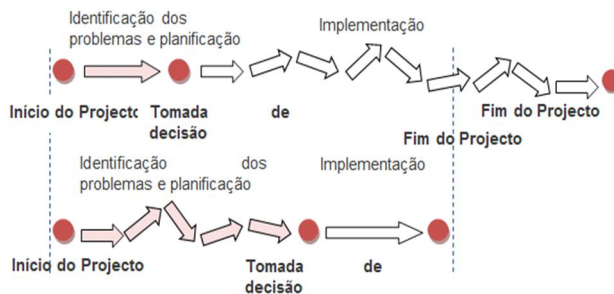 Identificação dos
problemas e planificação
Implementação
Início do Projecto
Tomada de
decisão
Fim do Projecto
Fim do Projecto
Identificação dos
problemas e planificação
Implementação
Início do Projecto
Tomada de
decisão